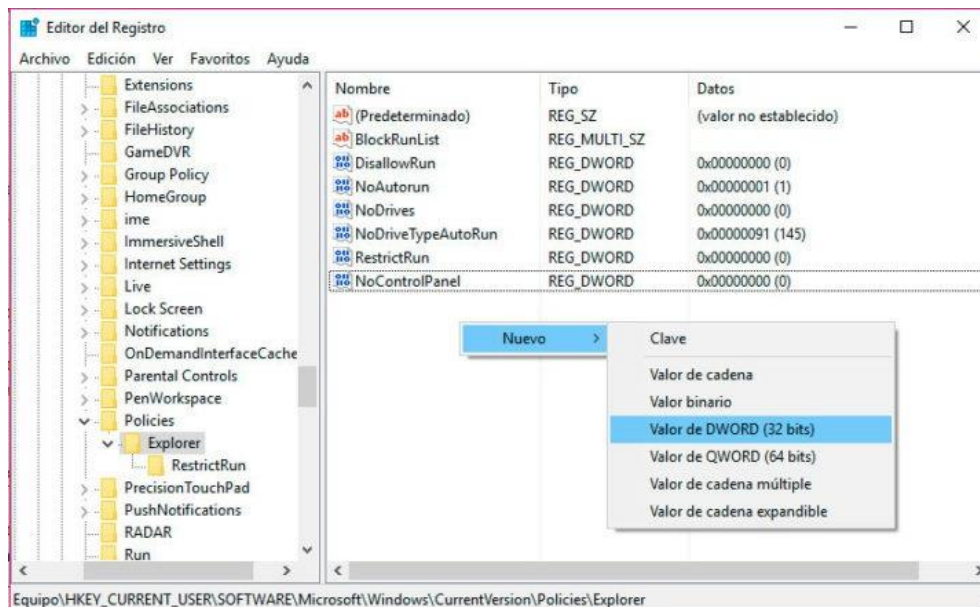 Editor del Registro
Archivo Edición Ver Favoritos Ayuda
Extensions
FileAssociations
FileHistory
GameDVR
Group Policy
HomeGroup
ime
ImmersiveShell
Internet Settings
Live
Lock Screen
Notifications
OnDemandInterfaceCache
Parental Controls
PenWorkspace
Policies
Explorer
RestrictRun
PrecisionTouchPad
PushNotifications
RADAR
Run
Nombre Tipo Datos
(Predeterminado) REG_SZ (valor no establecido)
BlockRunList REG_MULTI_SZ
DisallowRun REG_DWORD 0x00000000 (0)
NoAutorun REG_DWORD 0x00000001 (1)
NoDrives REG_DWORD 0x00000000 (0)
NoDriveTypeAutoRun REG_DWORD 0x00000091 (145)
RestrictRun REG_DWORD 0x00000000 (0)
NoControlPanel REG_DWORD 0x00000000 (0)
Nuevo
Clave
Valor de cadena
Valor binario
Valor de DWORD (32 bits)
Valor de QWORD (64 bits)
Valor de cadena múltiple
Valor de cadena expandible
Equipo\HKEY_CURRENT_USER\SOFTWARE\Microsoft\Windows\CurrentVersion\Policies\Explorer